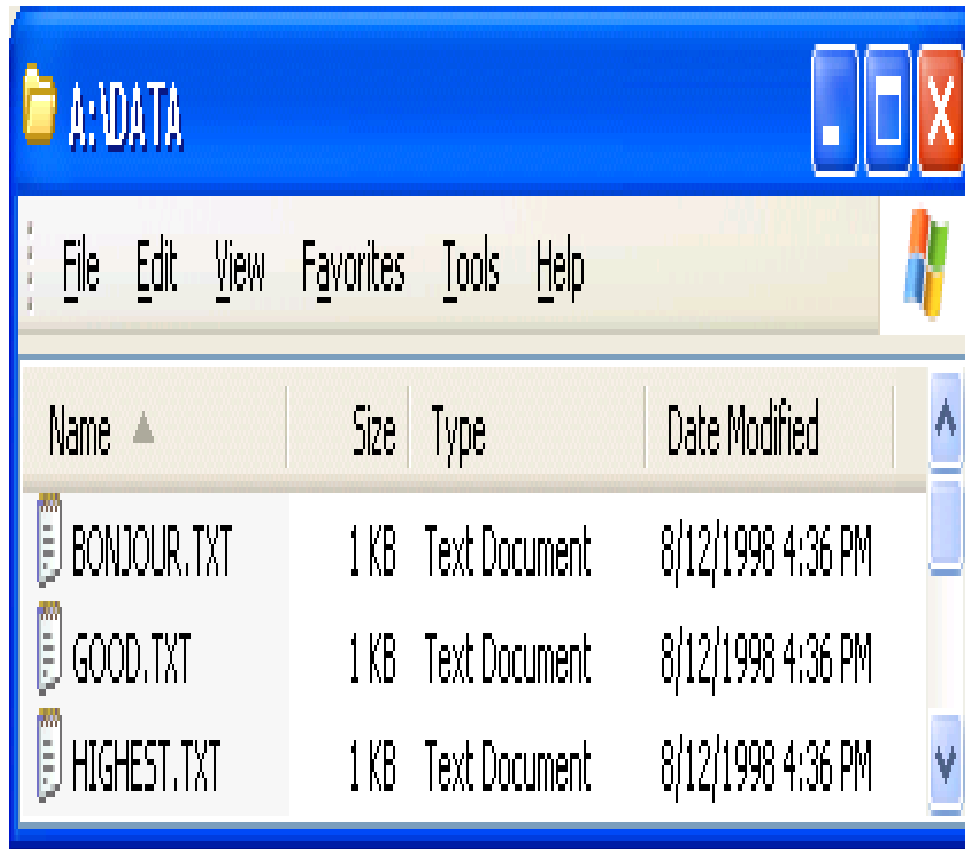 A:\DATA
File Edit View Favorites Tools Help
Name Size Type Date Modified
BONJOUR.TXT 1 KB Text Document 8/12/1998 4:36 PM
GOOD.TXT 1 KB Text Document 8/12/1998 4:36 PM
HIGHEST.TXT 1 KB Text Document 8/12/1998 4:36 PM